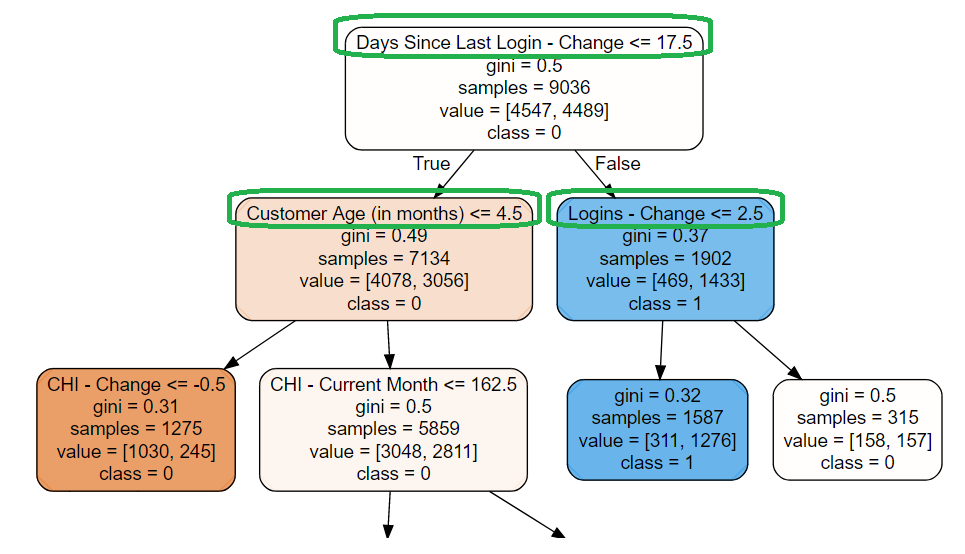 Days Since Last Login - Change <= 17.5
gini = 0.5
samples = 9036
value = [4547, 4489]
class = 0
True
False
Customer Age (in months) <= 4.5
gini = 0.49
samples = 7134
value = [4078, 3056]
class = 0
Logins - Change <= 2.5
gini = 0.37
samples = 1902
value = [469, 1433]
class = 1
CHI - Change <= -0.5
gini = 0.31
samples = 1275
value = [1030, 245]
class = 0
CHI - Current Month <= 162.5
gini = 0.5
samples = 5859
value = [3048, 2811]
class = 0
gini = 0.32
samples = 1587
value = [311, 1276]
class = 1
gini = 0.5
samples = 315
value = [158, 157]
class = 0